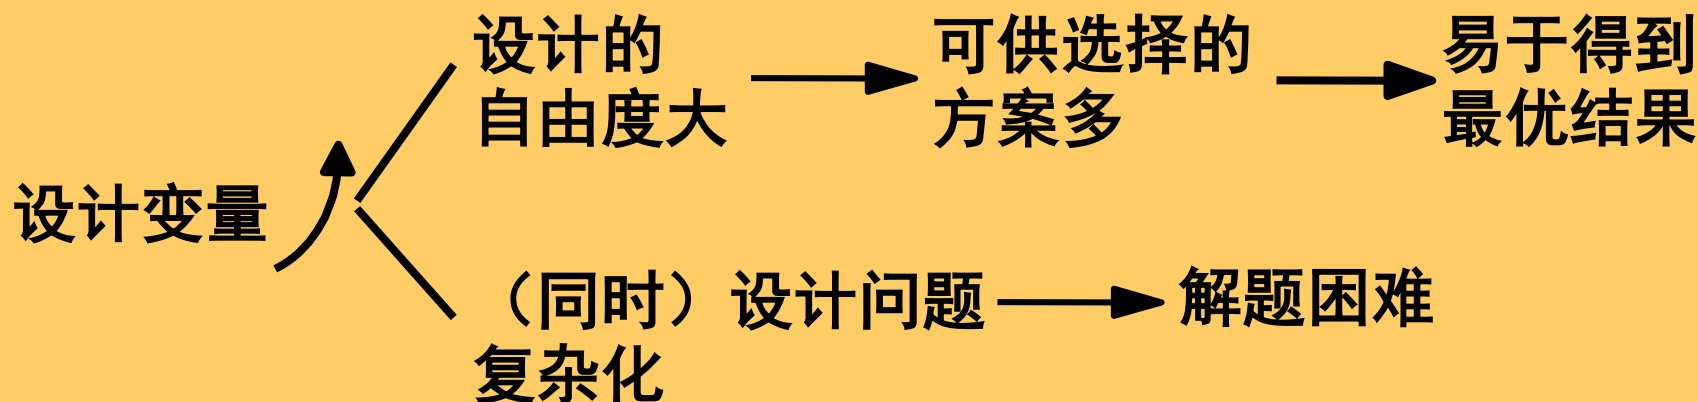 设计的
自由度大
可供选择的
方案多
易于得到
最优结果
设计变量
（同时）设计问题
复杂化
解题困难